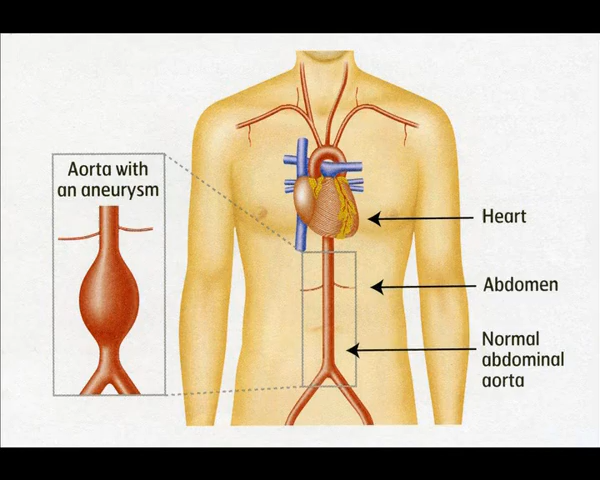 Aorta with
an aneurysm
Heart
Abdomen
Normal
abdominal
aorta